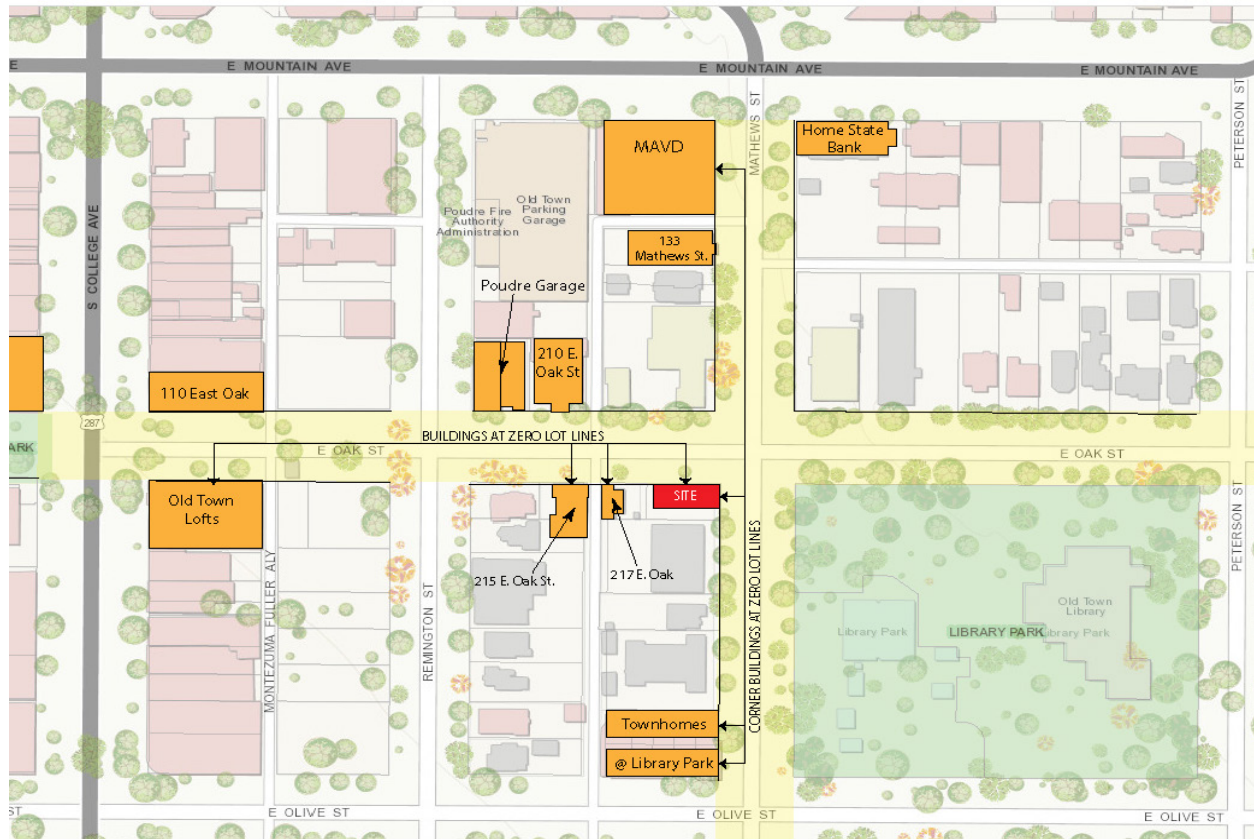 E
E MOUNTAIN AVE
E MOUNTAIN AVE
E MOUNTAIN AVE
S COLLEGE AVE
MATHEWS ST
PETERSON ST
MAVD
Home State
Bank
Old Town
Parking
Garage
Poudre Fire
Authority
Administration
133
Mathews St.
Poudre Garage
210 E.
Oak St
110 East Oak
287
ARK
BUILDINGS AT ZERO LOT LINES
E OAK ST
E OAK ST
Old Town
Lofts
SITE
215 E. Oak St.
217 E. Oak
MONTEZUMA FULLER ALY
REMINGTON ST
CORNER BUILDINGS AT ZERO LOT LINES
PETERSON ST
Old Town
Library
Library Park
LIBRARY PARK
Library Park
Townhomes
@ Library Park
ST
E OLIVE ST
E OLIVE ST
E OLIVE ST